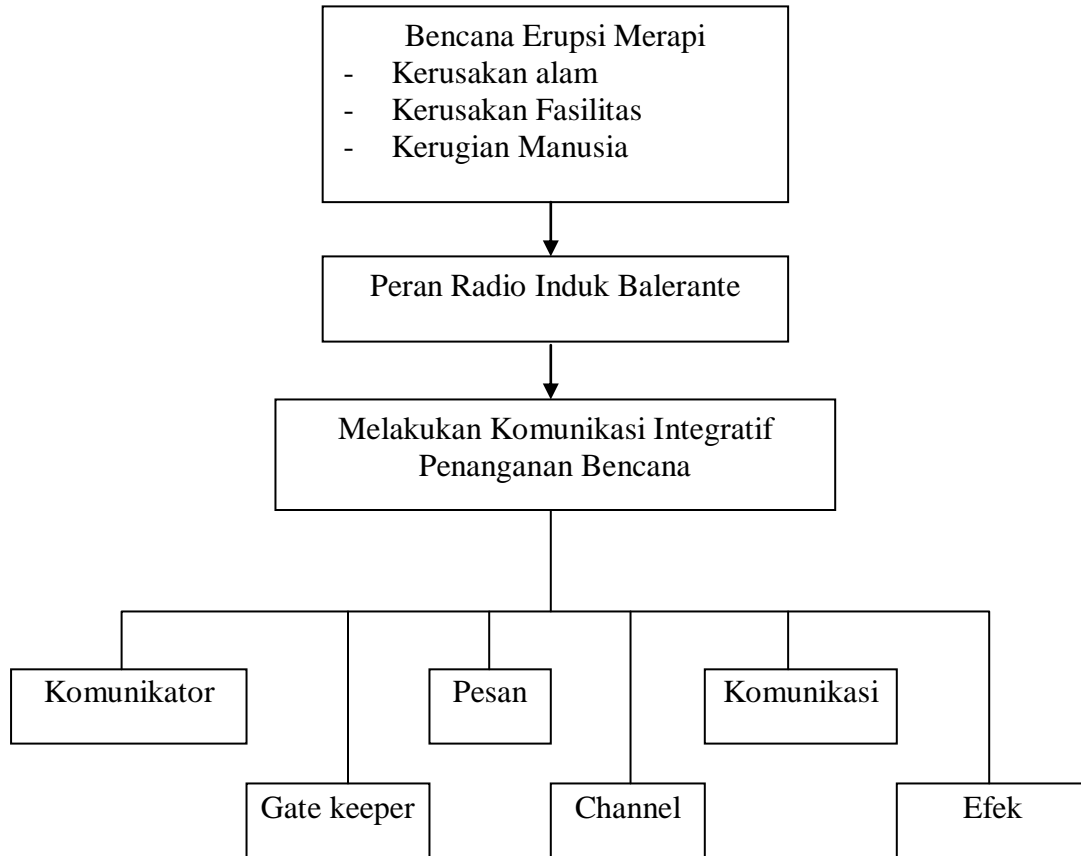 Bencana Erupsi Merapi
- Kerusakan alam
- Kerusakan Fasilitas
- Kerugian Manusia
Peran Radio Induk Balerante
Melakukan Komunikasi Integratif
Penanganan Bencana
Komunikator
Pesan
Komunikasi
Gate keeper
Channel
Efek